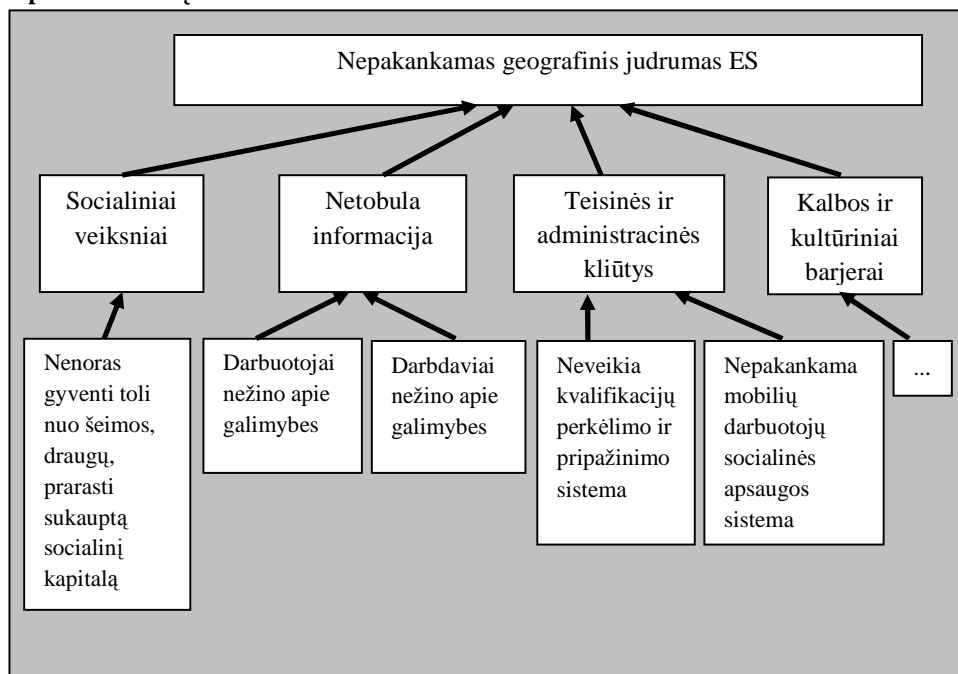 Nepakankamas geografinis judrumas ES
Socialiniai
veiksniai
Netobula
informacija
Teisinės ir
administracinės
kliūtys
Kalbos ir
kultūriniai
barjerai
Nenoras
gyventi toli
nuo šeimos,
draugų,
prarasti
sukauptą
socialinį
kapitalą
Darbuotojai
nežino apie
galimybes
Darbdaviai
nežino apie
galimybes
Neveikia
kvalifikacijų
perkėlimo ir
pripažinimo
sistema
Nepakankama
mobilių
darbuotojų
socialinės
apsaugos
sistema
...